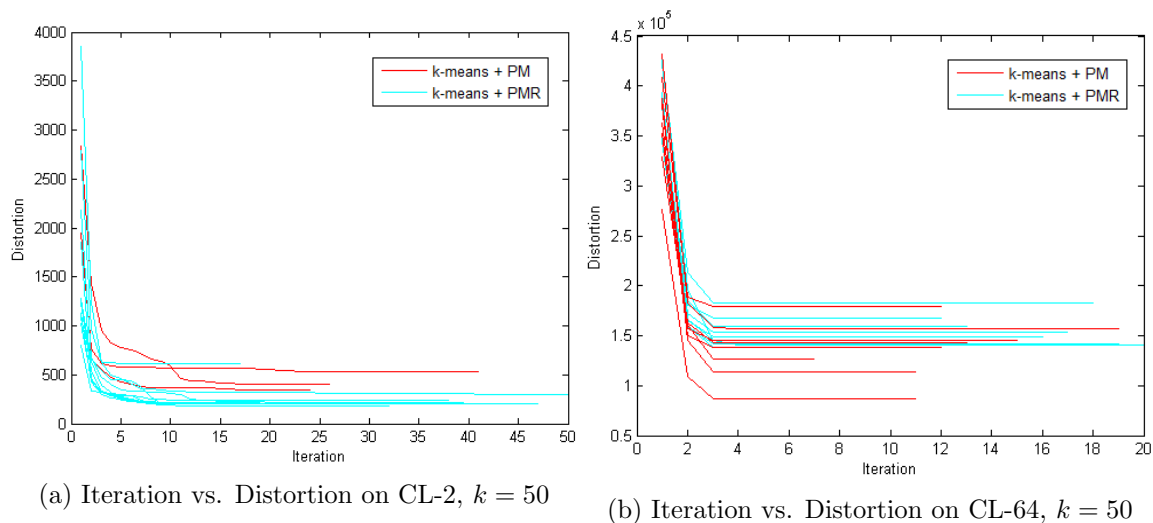 4000
3500
3000
2500
2000
1500
1000
500
0
Distortion
k-means + PM
k-means + PMR
0 5 10 15 20 25 30 35 40 45 50
Iteration
(a) Iteration vs. Distortion on CL-2, k = 50
x 10^5
4.5
4
3.5
3
2.5
2
1.5
1
0.5
Distortion
k-means + PM
k-means + PMR
0 2 4 6 8 10 12 14 16 18 20
Iteration
(b) Iteration vs. Distortion on CL-64, k = 50